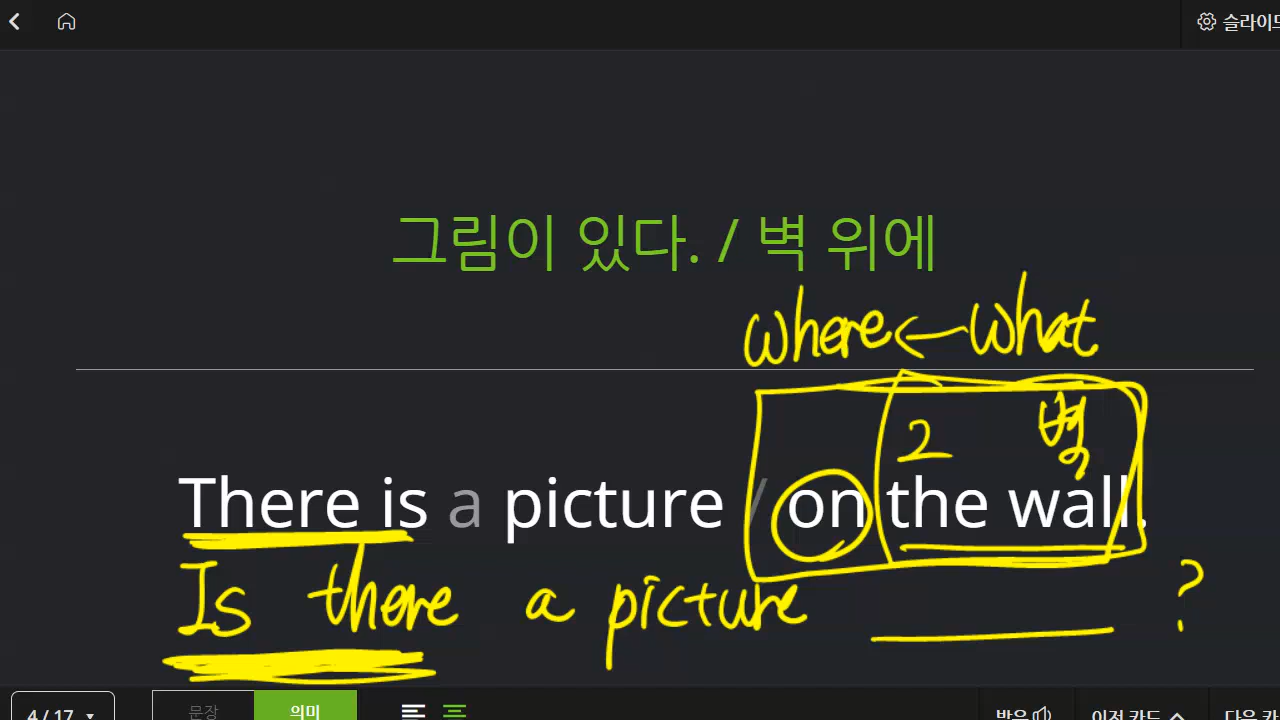 슬라이드
그림이 있다. / 벽 위에
where ← what
2 벽
There is a picture / on the wall.
Is there a picture ?
4 / 17 문장 의미 발음 이전 카드 다음 카